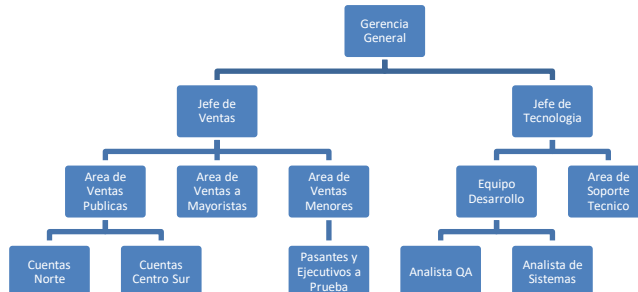 Gerencia
General
Jefe de
Ventas
Jefe de
Tecnologia
Area de
Ventas
Publicas
Area de
Ventas a
Mayoristas
Area de
Ventas
Menores
Equipo
Desarrollo
Area de
Soporte
Tecnico
Cuentas
Norte
Cuentas
Centro Sur
Pasantes y
Ejecutivos a
Prueba
Analista QA
Analista de
Sistemas